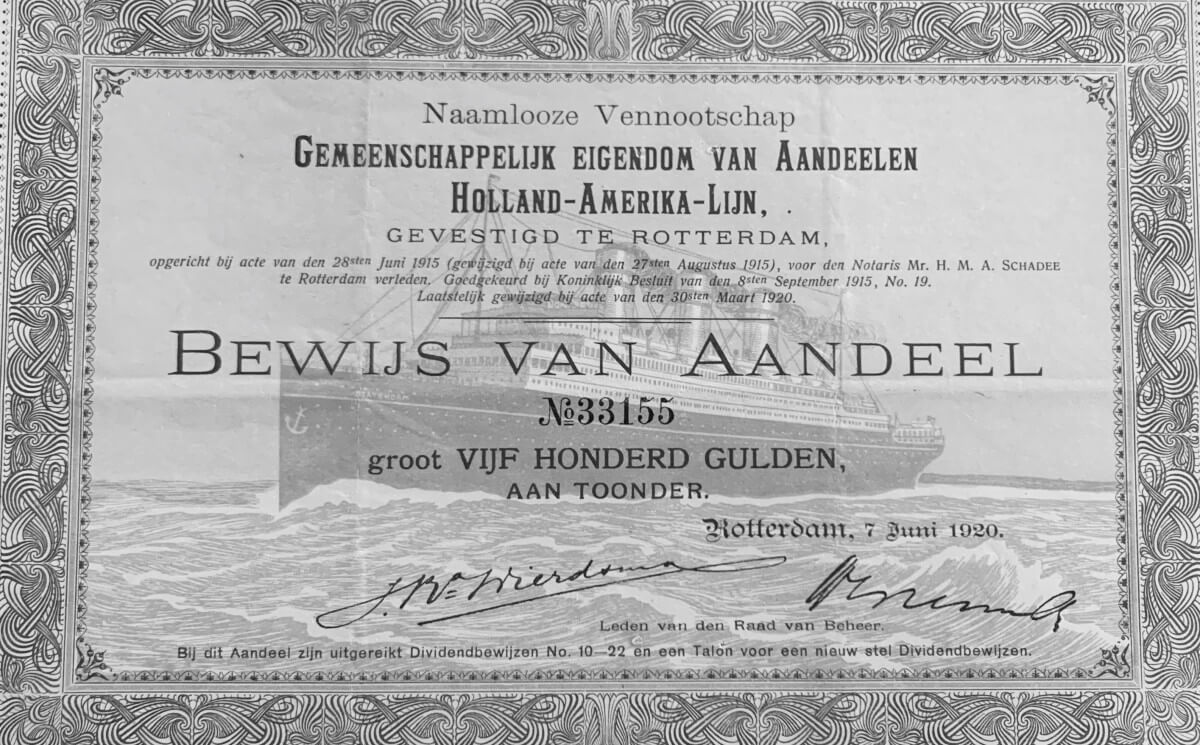 Naamlooze Vennootschap
GEMEENSCHAPPELIJK EIGENDOM VAN AANDEELEN
HOLLAND-AMERIKA-LIJN,
GEVESTIGD TE ROTTERDAM,
opgericht bij acte van den 28sten Juni 1915 (gewijzigd bij acte van den 27sten Augustus 1915), voor den Notaris Mr. H. M. A. SCHADEE
te Rotterdam verleden. Goedgekeurd bij Koninklijk Besluit van den 8sten September 1915, No. 19.
Laatstelijk gewijzigd bij acte van den 30sten Maart 1920.
BEWIJS VAN AANDEEL
№33155
groot VIJF HONDERD GULDEN,
AAN TOONDER.
Rotterdam, 7 Juni 1920.
J. Rs. Wierdsma
Leden van den Raad van Beheer.
Bij dit Aandeel zijn uitgereikt Dividendbewijzen No. 10-22 en een Talon voor een nieuw stel Dividendbewijzen.